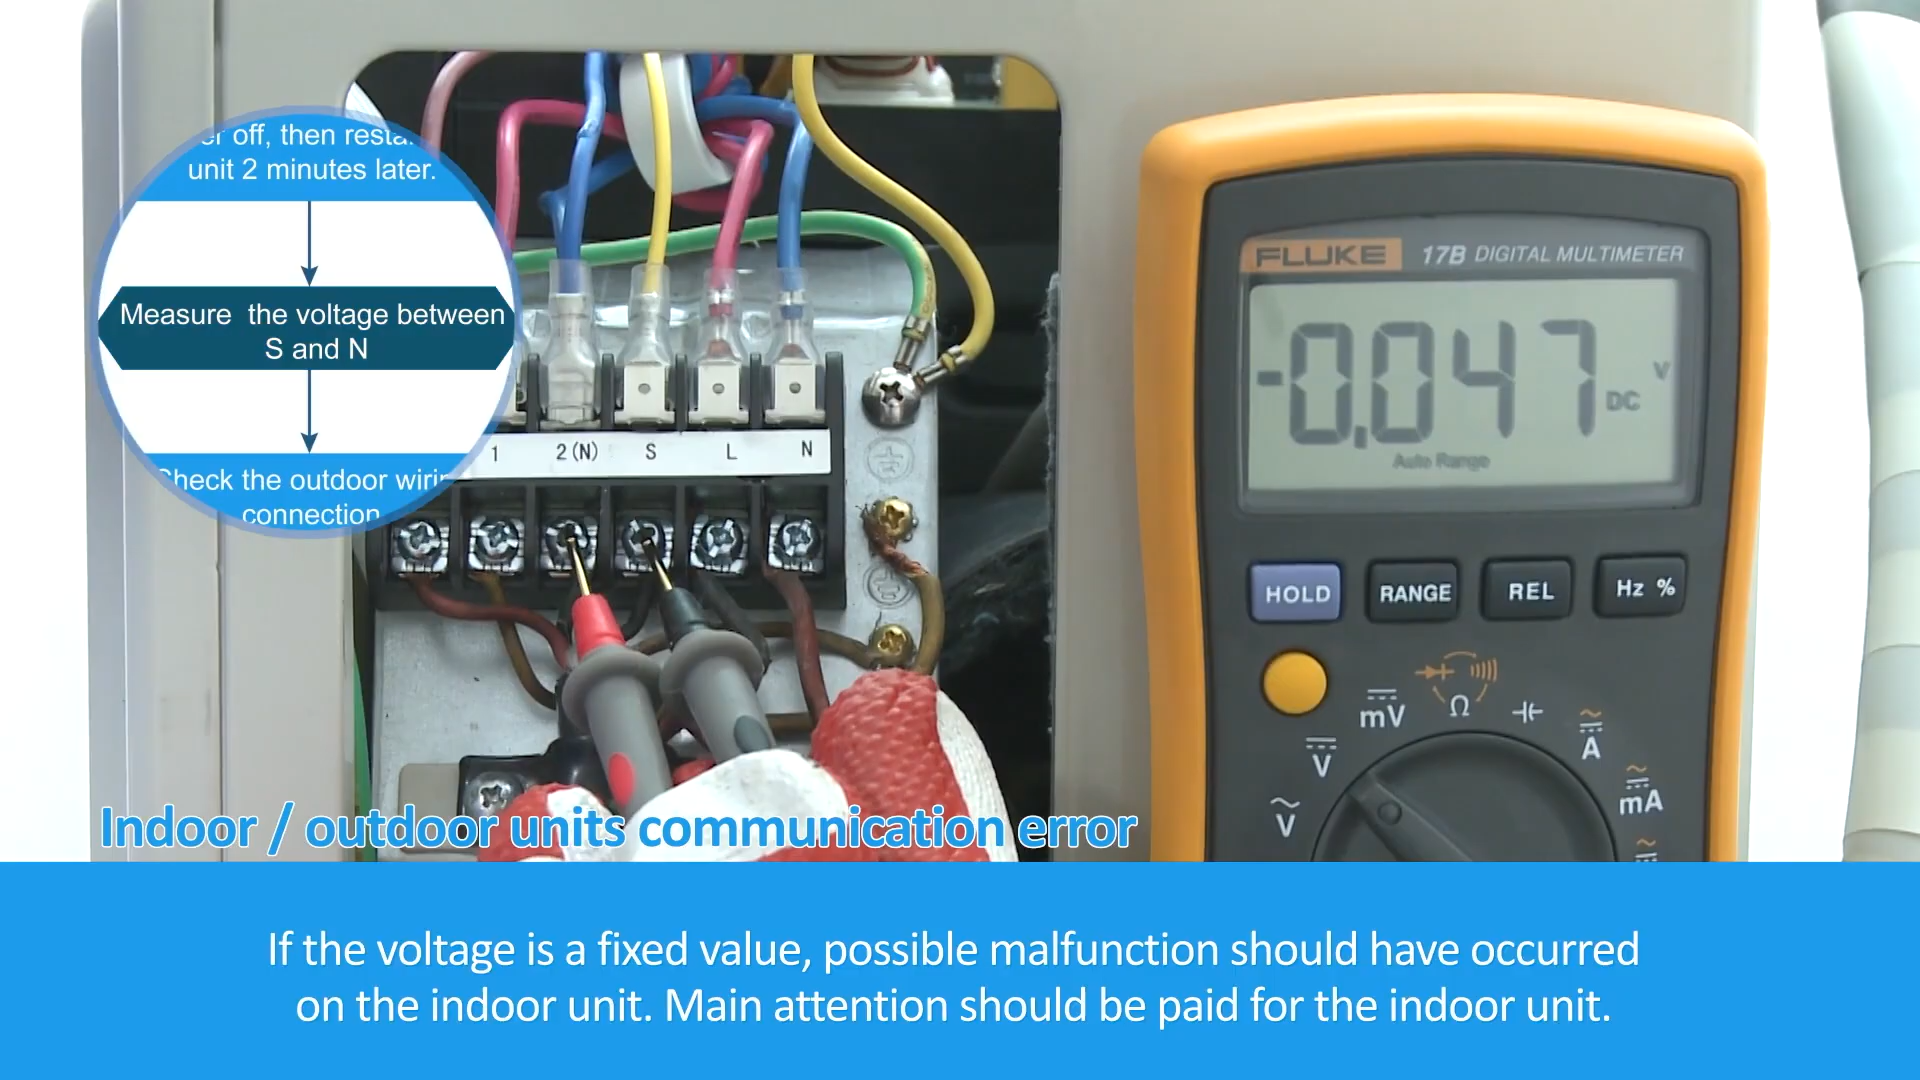 er off, then resta
unit 2 minutes later.
Measure the voltage between
S and N
Check the outdoor wirin
connection
1 2(N) S L N
FLUKE 17B DIGITAL MULTIMETER
-0.047 V DC
Auto Range
HOLD RANGE REL Hz %
mV Ω A
V mA
V
Indoor / outdoor units communication error
If the voltage is a fixed value, possible malfunction should have occurred
on the indoor unit. Main attention should be paid for the indoor unit.